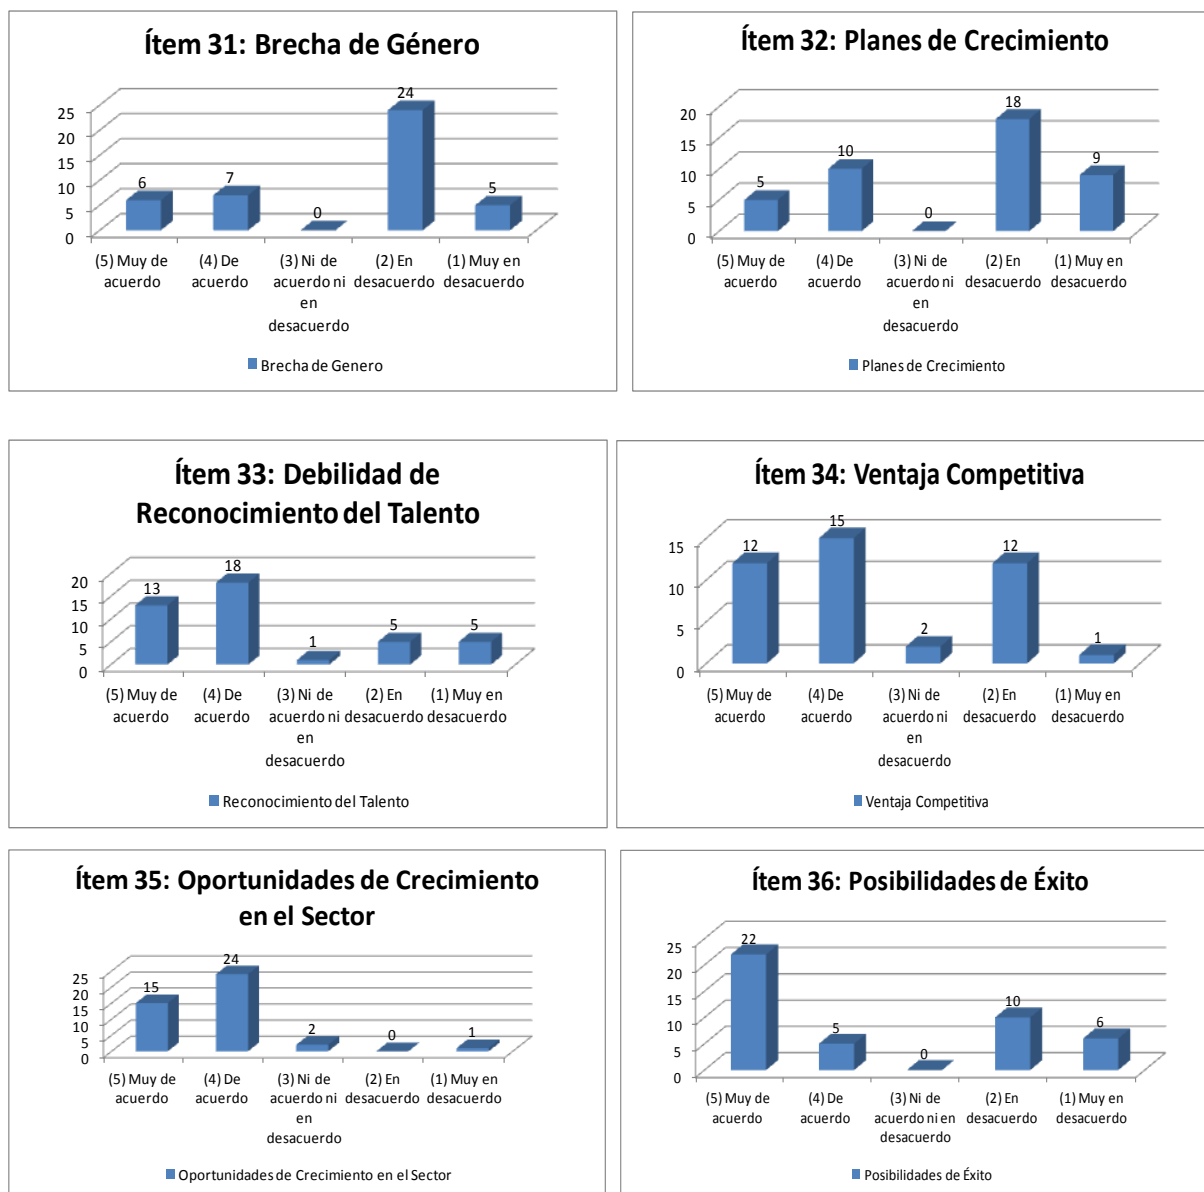 Ítem 31: Brecha de Género
25
20
15
10
5
0
6
7
0
24
5
(5) Muy de acuerdo
(4) De acuerdo
(3) Ni de acuerdo ni en desacuerdo
(2) En desacuerdo
(1) Muy en desacuerdo
Brecha de Genero
Ítem 32: Planes de Crecimiento
20
15
10
5
0
5
10
0
18
9
(5) Muy de acuerdo
(4) De acuerdo
(3) Ni de acuerdo ni en desacuerdo
(2) En desacuerdo
(1) Muy en desacuerdo
Planes de Crecimiento
Ítem 33: Debilidad de
Reconocimiento del Talento
20
15
10
5
0
13
18
1
5
5
(5) Muy de acuerdo
(4) De acuerdo
(3) Ni de acuerdo ni en desacuerdo
(2) En desacuerdo
(1) Muy en desacuerdo
Reconocimiento del Talento
Ítem 34: Ventaja Competitiva
15
10
5
0
12
15
2
12
1
(5) Muy de acuerdo
(4) De acuerdo
(3) Ni de acuerdo ni en desacuerdo
(2) En desacuerdo
(1) Muy en desacuerdo
Ventaja Competitiva
Ítem 35: Oportunidades de Crecimiento
en el Sector
25
20
15
10
5
0
15
24
2
0
1
(5) Muy de acuerdo
(4) De acuerdo
(3) Ni de acuerdo ni en desacuerdo
(2) En desacuerdo
(1) Muy en desacuerdo
Oportunidades de Crecimiento en el Sector
Ítem 36: Posibilidades de Éxito
25
20
15
10
5
0
22
5
0
10
6
(5) Muy de acuerdo
(4) De acuerdo
(3) Ni de acuerdo ni en desacuerdo
(2) En desacuerdo
(1) Muy en desacuerdo
Posibilidades de Éxito